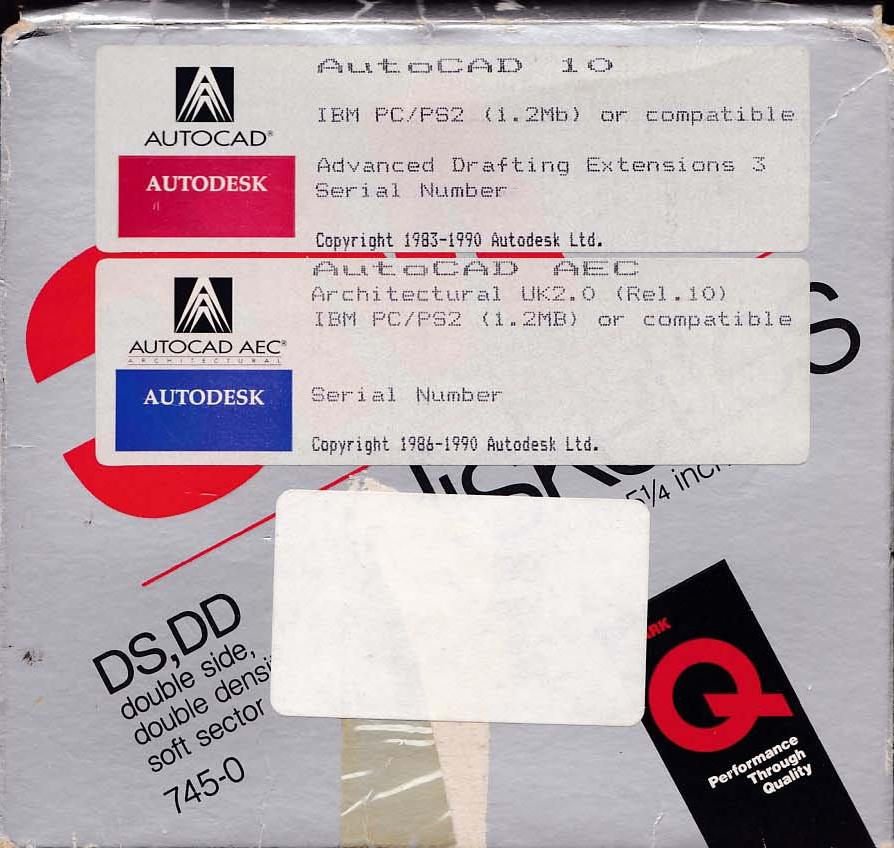 AutoCAD 10
IBM PC/PS2 (1.2Mb) or compatible
Advanced Drafting Extensions 3
Serial Number
Copyright 1983-1990 Autodesk Ltd.
AUTOCAD®
AUTODESK
AutoCAD AEC
Architectural UK2.0 (Rel.10)
IBM PC/PS2 (1.2MB) or compatible
Serial Number
Copyright 1986-1990 Autodesk Ltd.
AUTOCAD AEC®
ARCHITECTURAL
AUTODESK
5¼ inch
DS,DD
double side,
double densi
soft sector
745-0
Q
Performance
Through
Quality